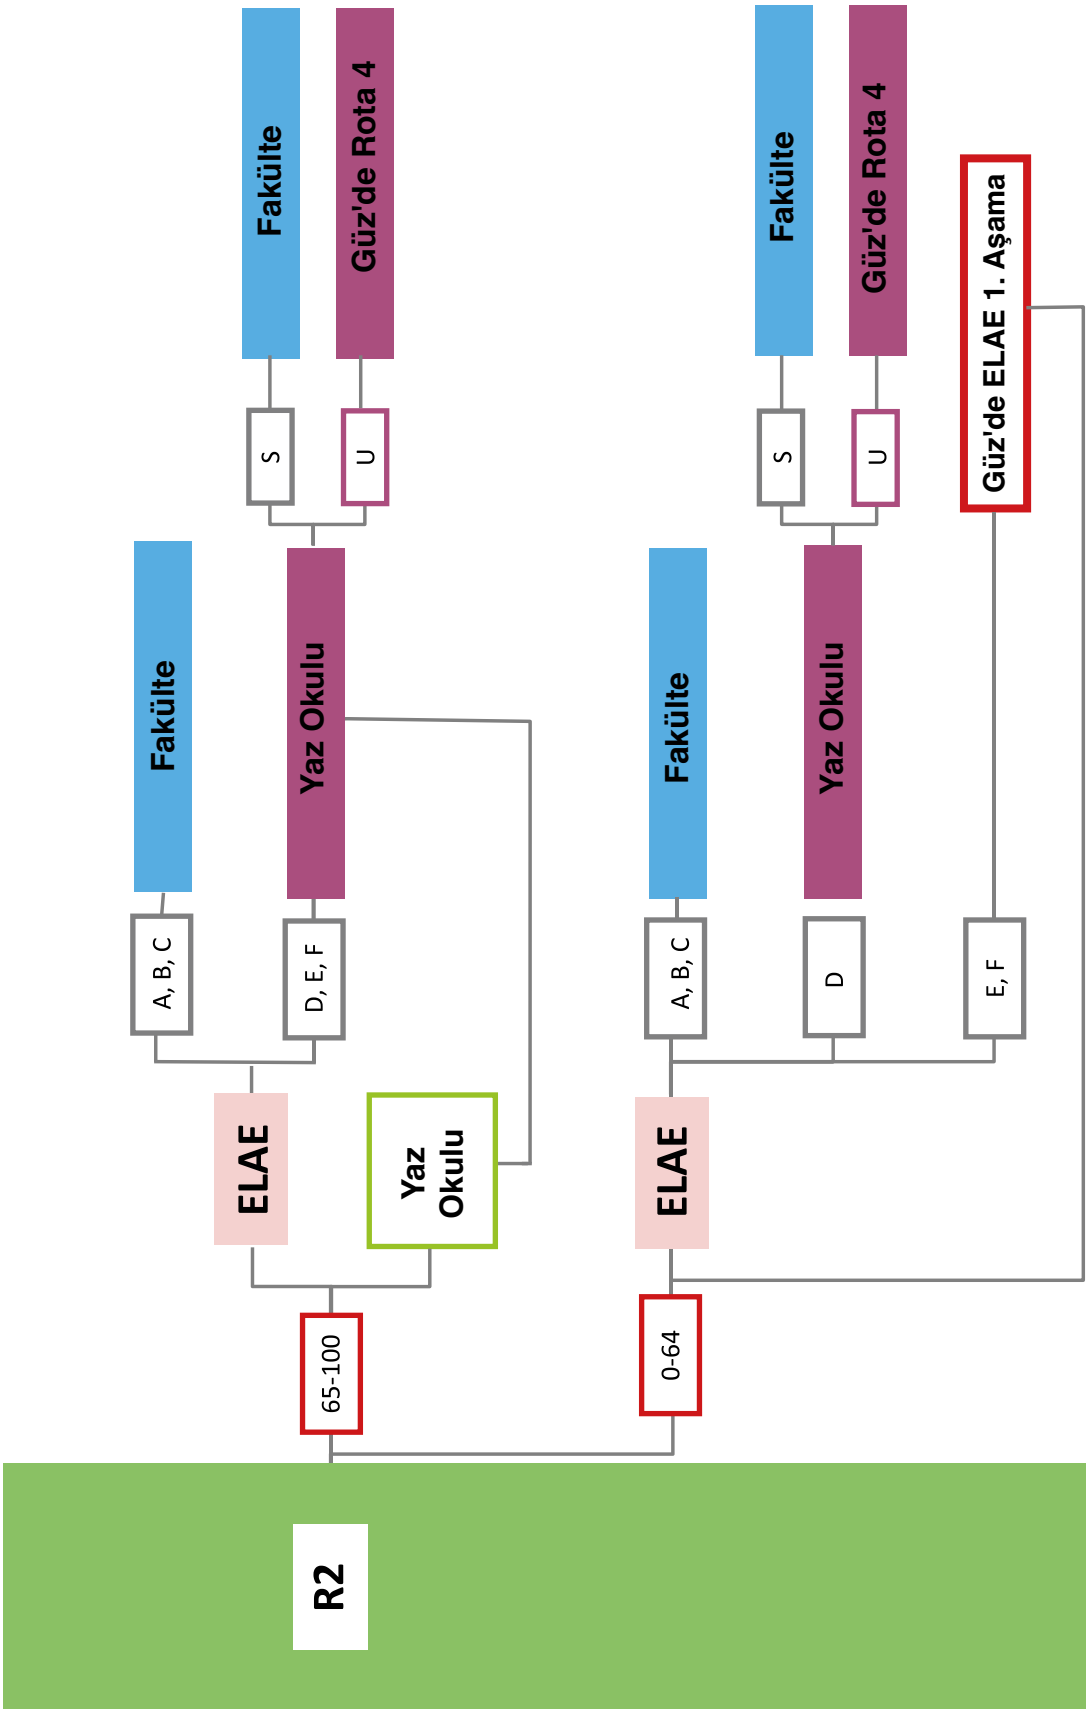 R2
65-100
ELAE
A, B, C
Fakülte
D, E, F
Yaz Okulu
S
Fakülte
U
Güz'de Rota 4
Yaz
Okulu
0-64
ELAE
A, B, C
Fakülte
D
Yaz Okulu
S
Fakülte
U
Güz'de Rota 4
E, F
Güz'de ELAE 1. Aşama